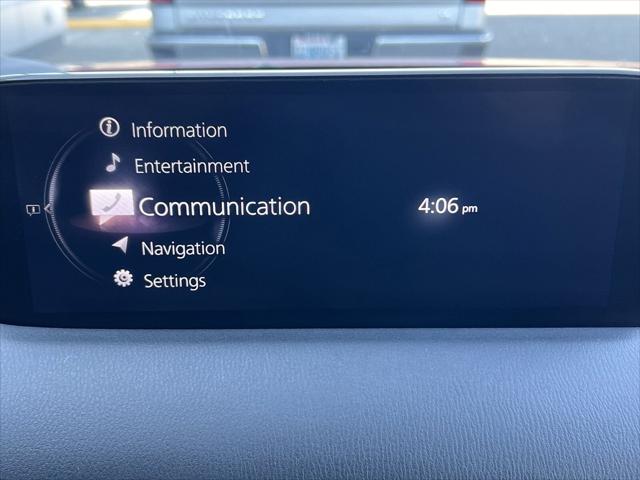 Information
Entertainment
Communication
4:06 pm
Navigation
Settings